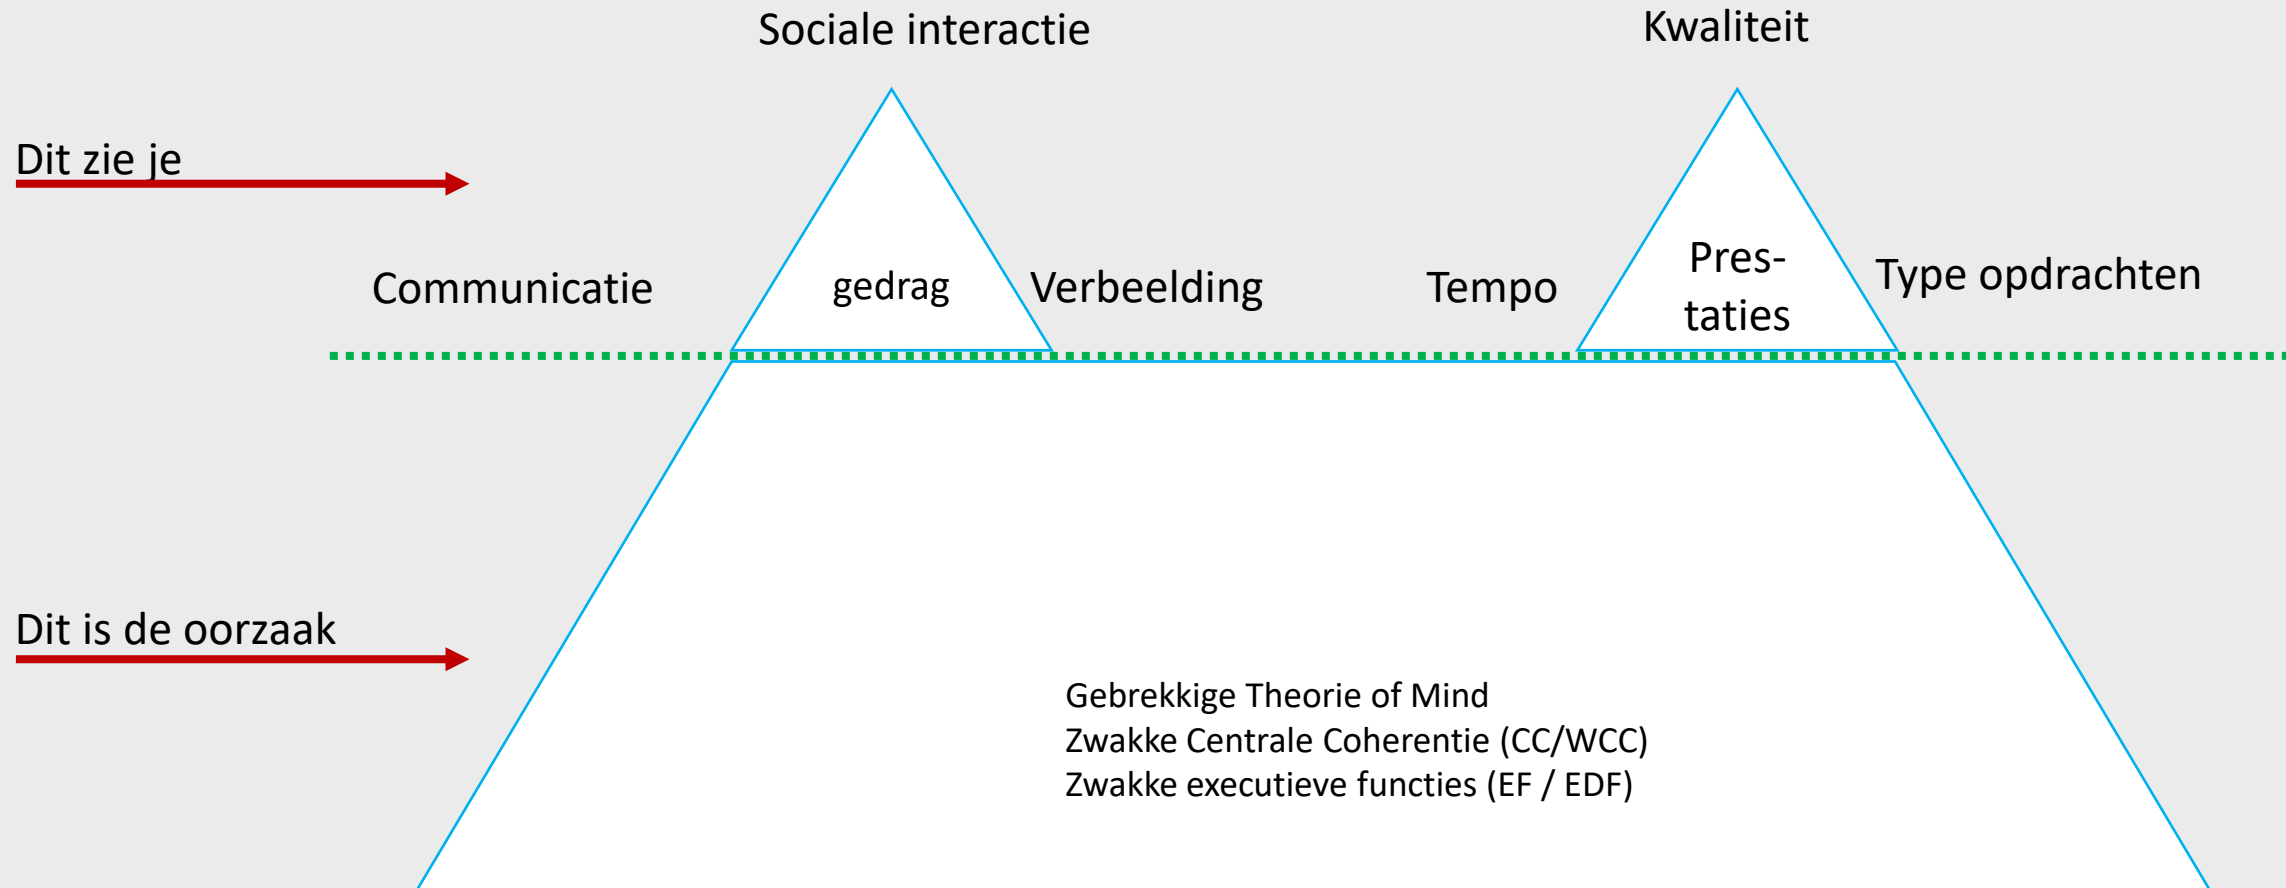 Sociale interactie
Kwaliteit
Dit zie je
Communicatie
gedrag
Verbeelding
Tempo
Pres-
taties
Type opdrachten
Dit is de oorzaak
Gebrekkige Theorie of Mind
Zwakke Centrale Coherentie (CC/WCC)
Zwakke executieve functies (EF / EDF)